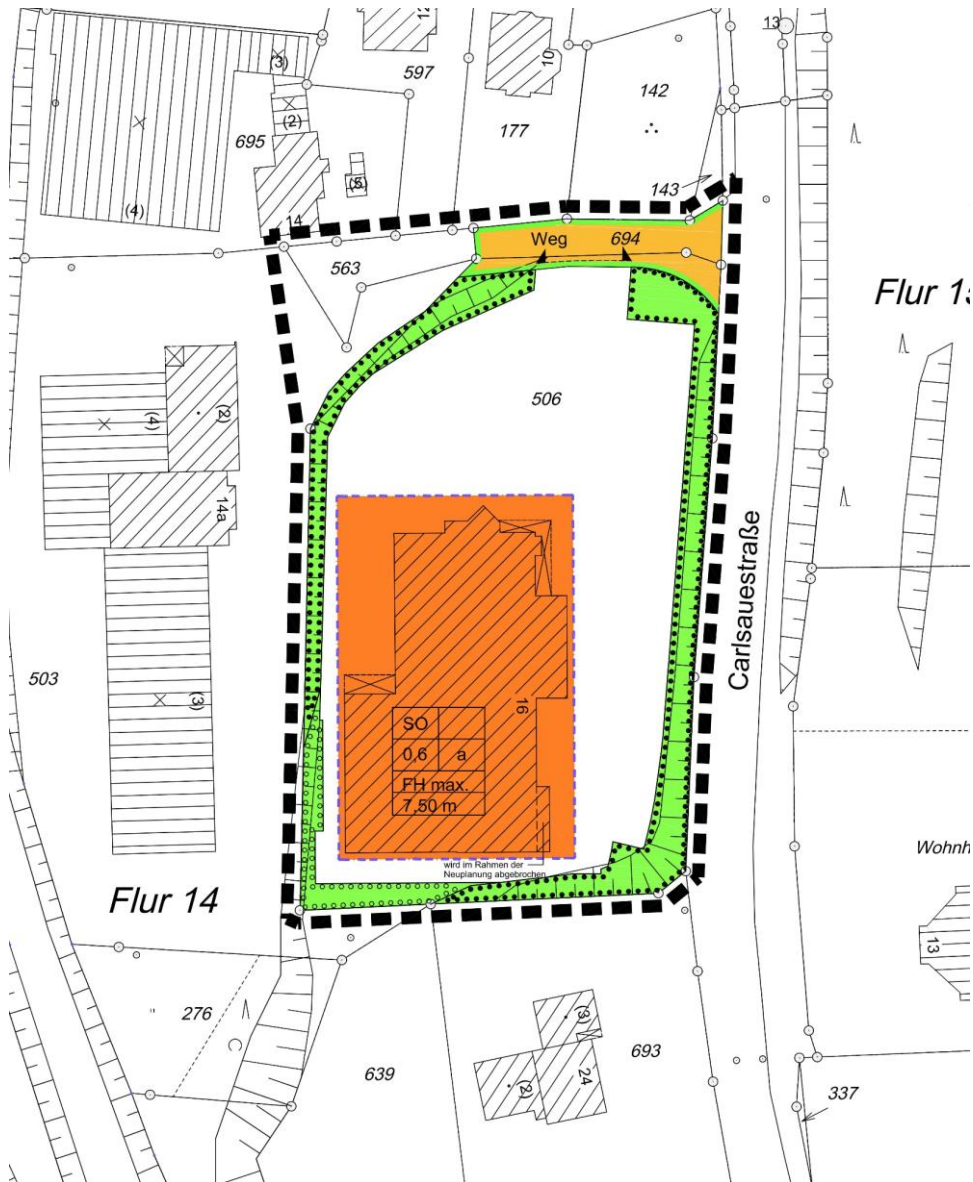 12
13
(3)
597
10
142
(2)
695
177
(5)
143
(4)
14
Weg
694
563
Flur 15
506
(4)
(2)
14a
Carlsauestraße
503
(3)
16
SO
0,6 a
FH max.
7,50 m
Wohnh
wird im Rahmen der
Neuplanung abgebrochen
Flur 14
13
276
(3)
693
639
24
(2)
337